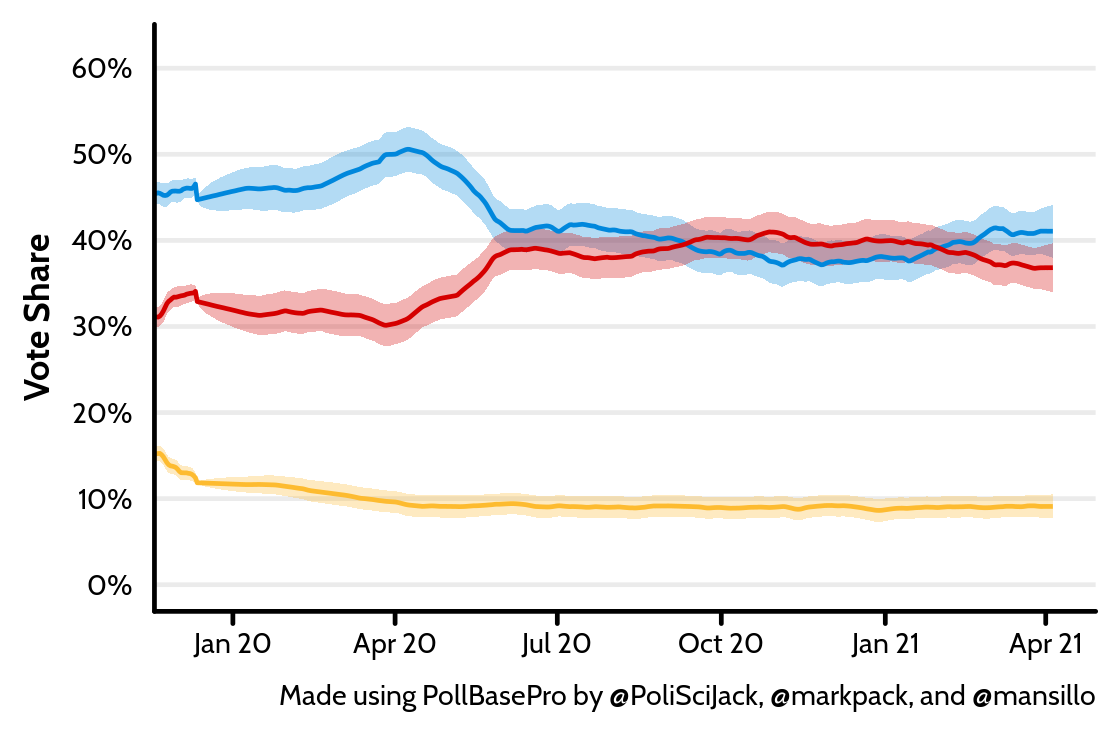 Vote Share
60%
50%
40%
30%
20%
10%
0%
Jan 20 Apr 20 Jul 20 Oct 20 Jan 21 Apr 21
Made using PollBasePro by @PoliSciJack, @markpack, and @mansillo